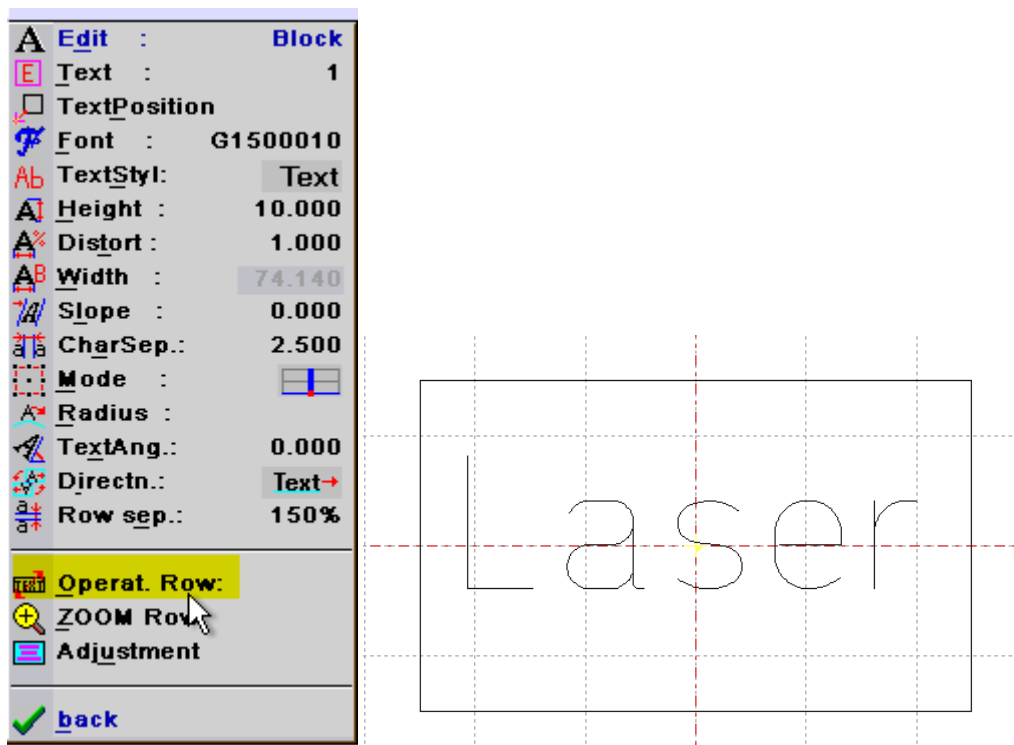 Edit : Block
Text : 1
TextPosition
Font : G1500010
TextStyl: Text
Height : 10.000
Distort : 1.000
Width : 74.140
Slope : 0.000
CharSep.: 2.500
Mode :
Radius :
TextAng.: 0.000
Directn.: Text
Row sep.: 150%
Operat. Row:
ZOOM Row
Adjustment
back
Laser